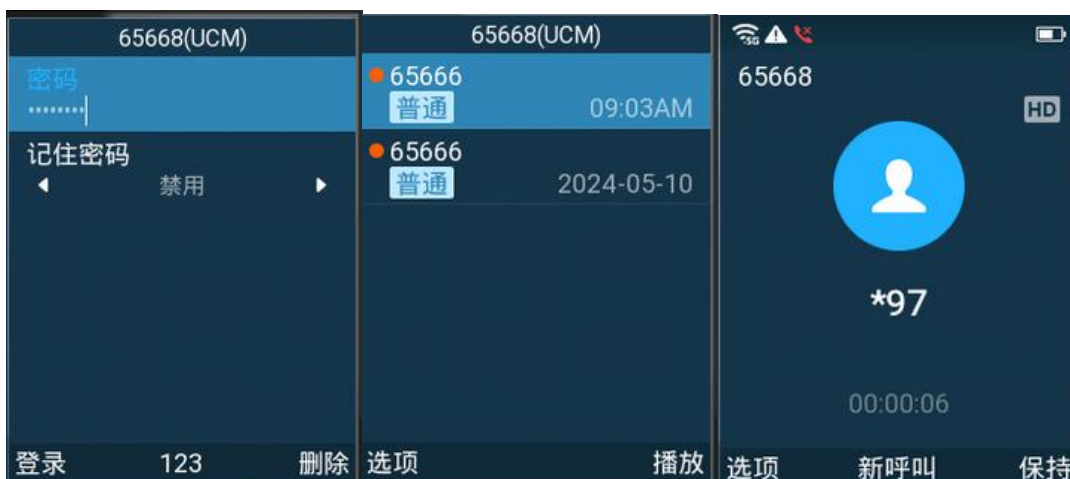 65668(UCM)
密码
········
记住密码
禁用
登录 123 删除
65668(UCM)
65666
普通 09:03AM
65666
普通 2024-05-10
选项 播放
5G
65668
HD
*97
00:00:06
选项 新呼叫 保持